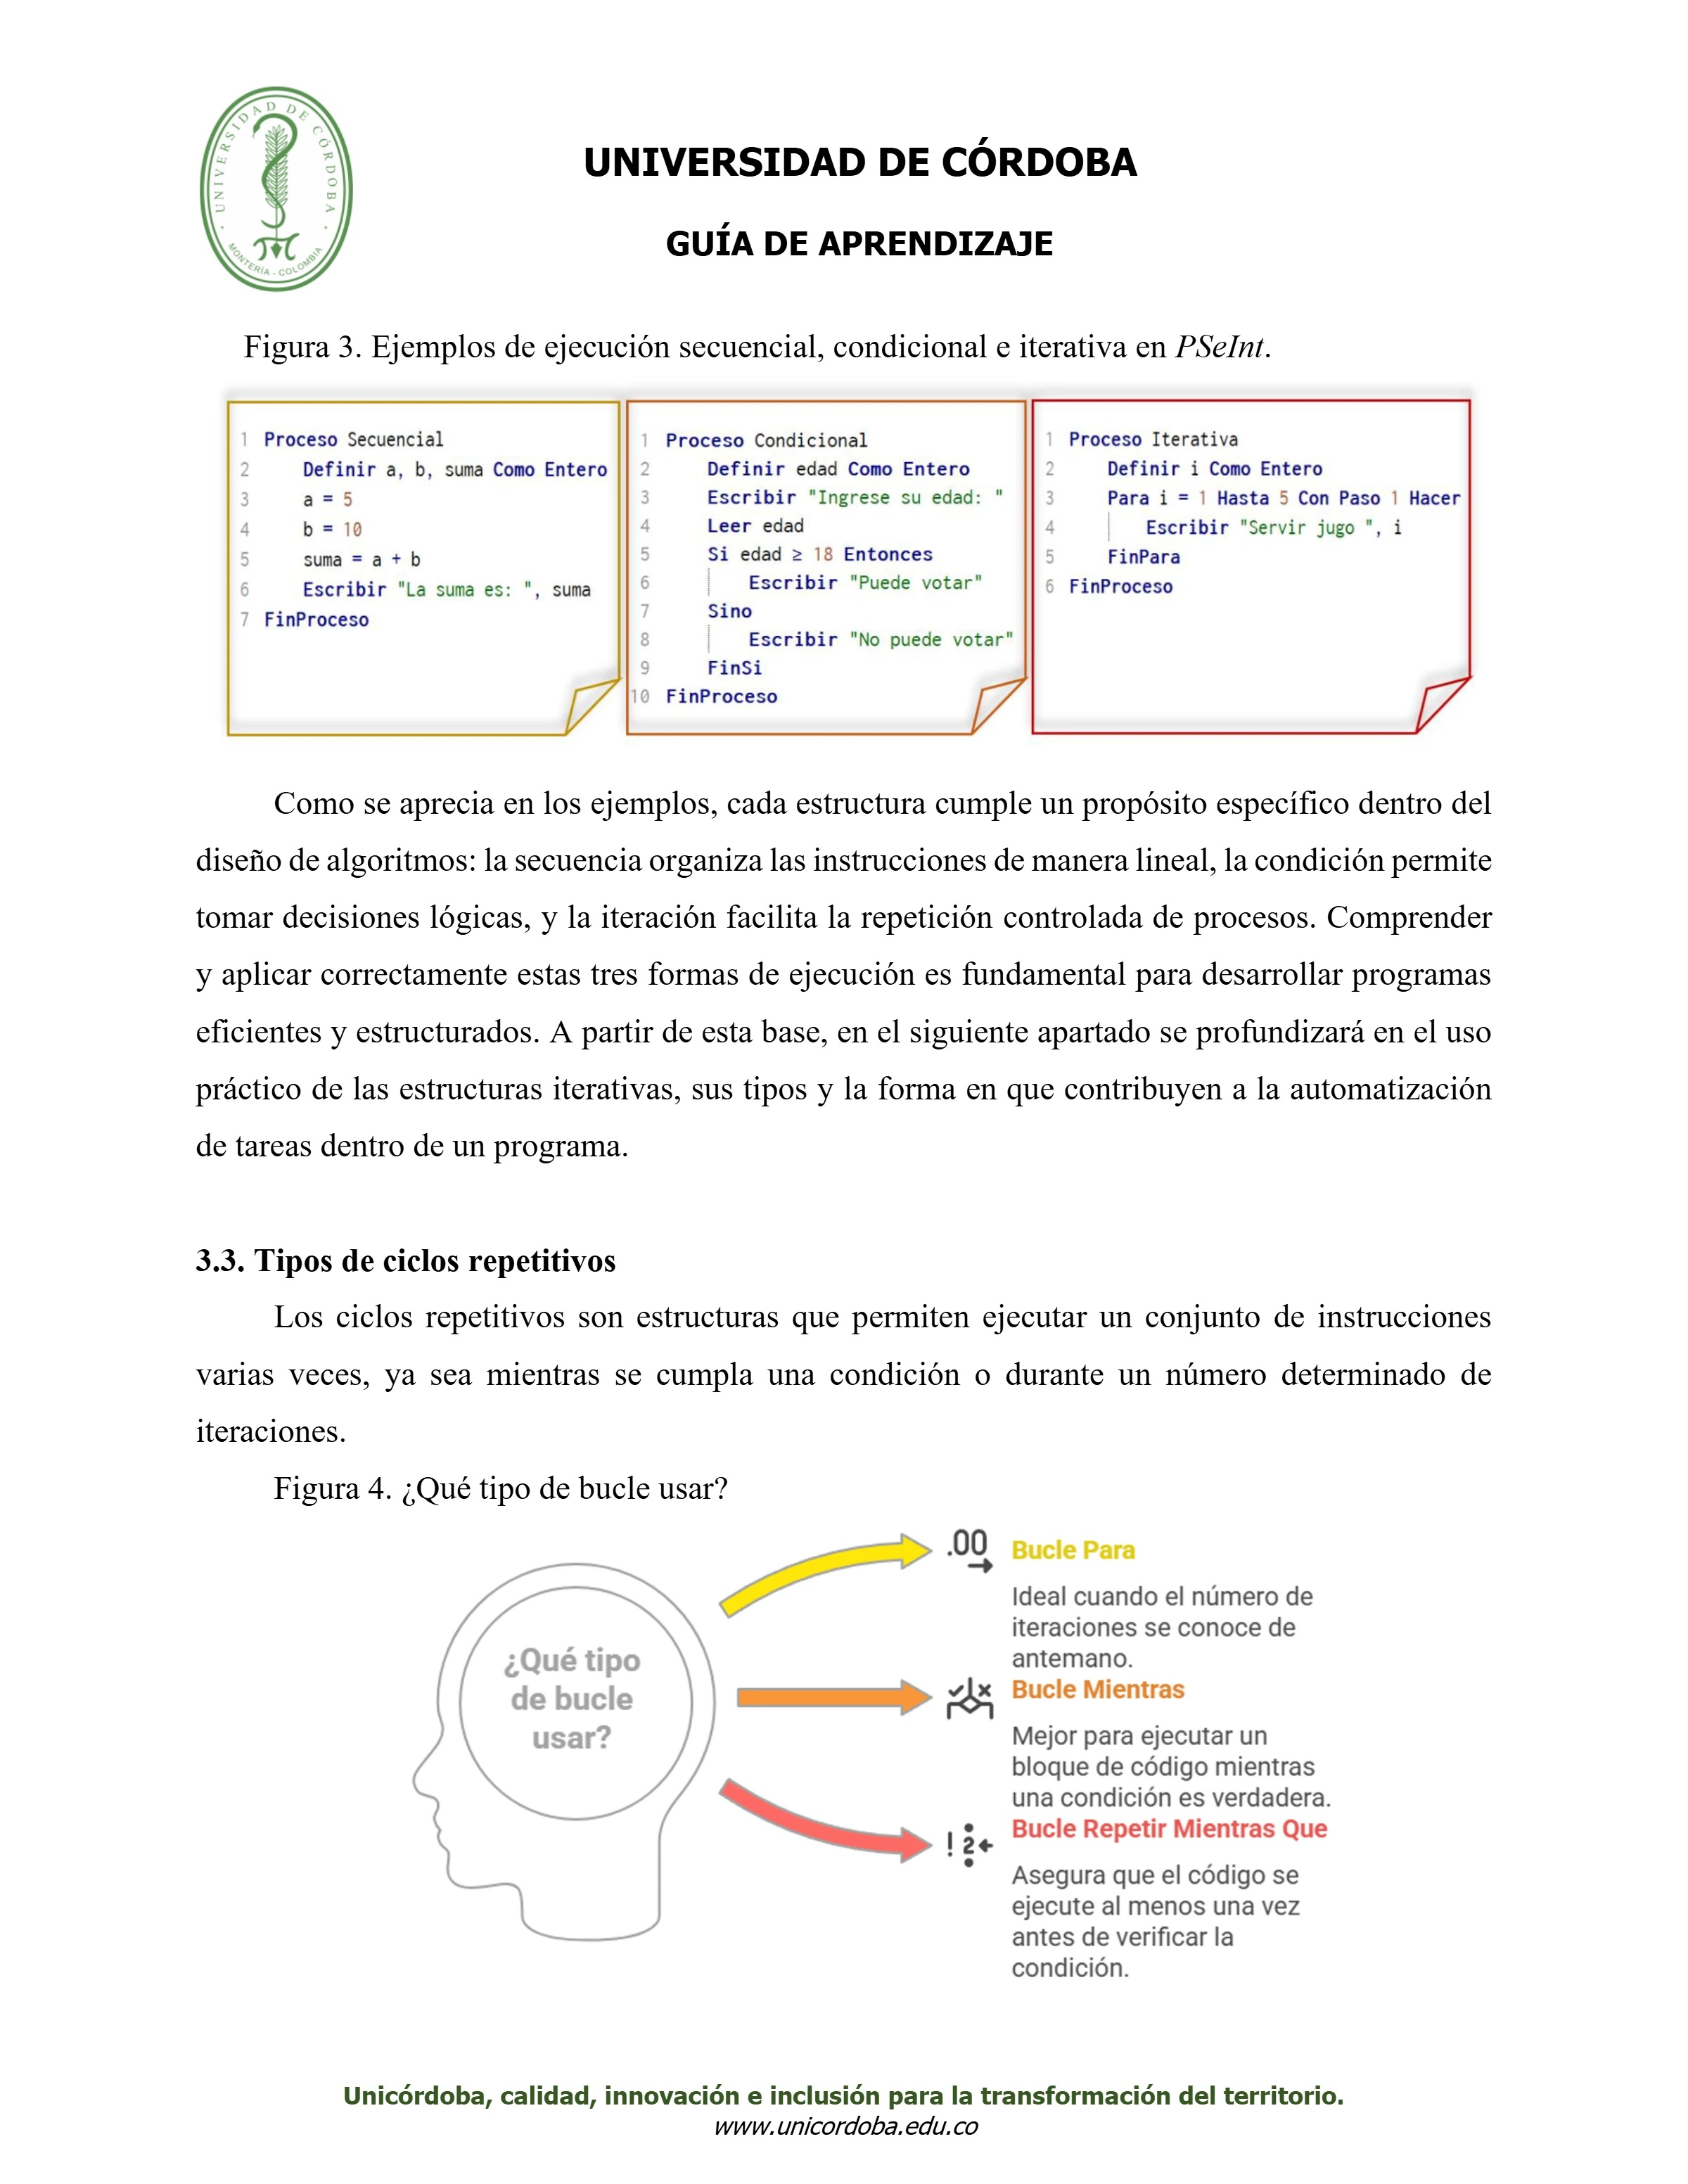 UNIVERSIDAD DE CÓRDOBA
MONTERÍA - COLOMBIA
UNIVERSIDAD DE CÓRDOBA
GUÍA DE APRENDIZAJE
Figura 3. Ejemplos de ejecución secuencial, condicional e iterativa en PSeInt.
1 Proceso Secuencial
2 Definir a, b, suma Como Entero
3 a = 5
4 b = 10
5 suma = a + b
6 Escribir "La suma es: ", suma
7 FinProceso
1 Proceso Condicional
2 Definir edad Como Entero
3 Escribir "Ingrese su edad: "
4 Leer edad
5 Si edad ≥ 18 Entonces
6 Escribir "Puede votar"
7 Sino
8 Escribir "No puede votar"
9 FinSi
10 FinProceso
1 Proceso Iterativa
2 Definir i Como Entero
3 Para i = 1 Hasta 5 Con Paso 1 Hacer
4 Escribir "Servir jugo ", i
5 FinPara
6 FinProceso
Como se aprecia en los ejemplos, cada estructura cumple un propósito específico dentro del
diseño de algoritmos: la secuencia organiza las instrucciones de manera lineal, la condición permite
tomar decisiones lógicas, y la iteración facilita la repetición controlada de procesos. Comprender
y aplicar correctamente estas tres formas de ejecución es fundamental para desarrollar programas
eficientes y estructurados. A partir de esta base, en el siguiente apartado se profundizará en el uso
práctico de las estructuras iterativas, sus tipos y la forma en que contribuyen a la automatización
de tareas dentro de un programa.
3.3. Tipos de ciclos repetitivos
Los ciclos repetitivos son estructuras que permiten ejecutar un conjunto de instrucciones
varias veces, ya sea mientras se cumpla una condición o durante un número determinado de
iteraciones.
Figura 4. ¿Qué tipo de bucle usar?
¿Qué tipo
de bucle
usar?
.00
Bucle Para
Ideal cuando el número de
iteraciones se conoce de
antemano.
Bucle Mientras
Mejor para ejecutar un
bloque de código mientras
una condición es verdadera.
! 2
Bucle Repetir Mientras Que
Asegura que el código se
ejecute al menos una vez
antes de verificar la
condición.
Unicórdoba, calidad, innovación e inclusión para la transformación del territorio.
www.unicordoba.edu.co